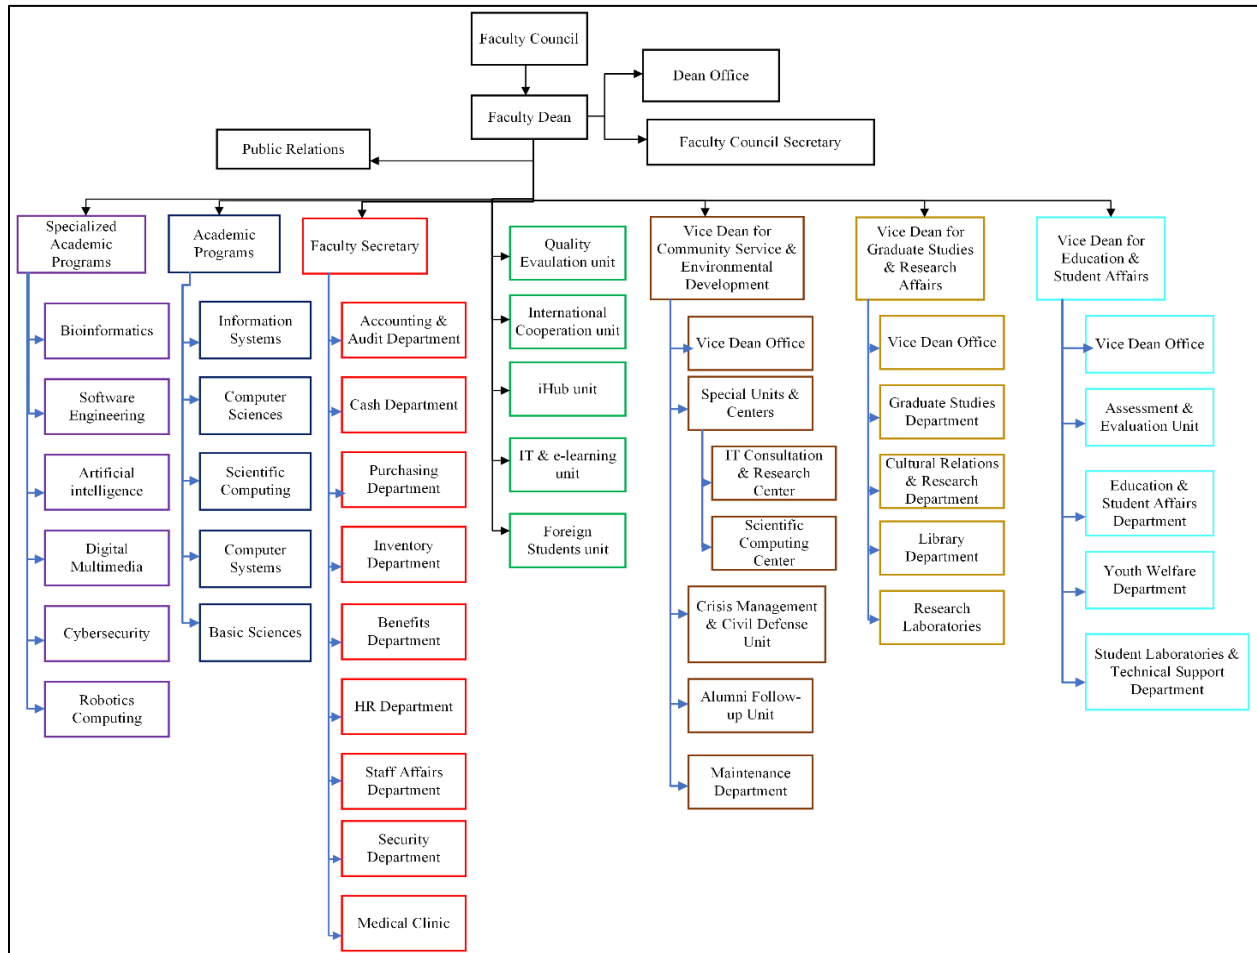 Faculty Council
Dean Office
Faculty Dean
Faculty Council Secretary
Public Relations
Specialized
Academic
Programs
Bioinformatics
Software
Engineering
Artificial
intelligence
Digital
Multimedia
Cybersecurity
Robotics
Computing
Academic
Programs
Information
Systems
Computer
Sciences
Scientific
Computing
Computer
Systems
Basic Sciences
Faculty Secretary
Accounting &
Audit Department
Cash Department
Purchasing
Department
Inventory
Department
Benefits
Department
HR Department
Staff Affairs
Department
Security
Department
Medical Clinic
Quality
Evaulation unit
International
Cooperation unit
iHub unit
IT & e-learning
unit
Foreign
Students unit
Vice Dean for
Community Service &
Environmental
Development
Vice Dean Office
Special Units &
Centers
IT Consultation
& Research
Center
Scientific
Computing
Center
Crisis Management
& Civil Defense
Unit
Alumni Follow-
up Unit
Maintenance
Department
Vice Dean for
Graduate Studies
& Research
Affairs
Vice Dean Office
Graduate Studies
Department
Cultural Relations
& Research
Department
Library
Department
Research
Laboratories
Vice Dean for
Education &
Student Affairs
Vice Dean Office
Assessment &
Evaluation Unit
Education &
Student Affairs
Department
Youth Welfare
Department
Student Laboratories &
Technical Support
Department